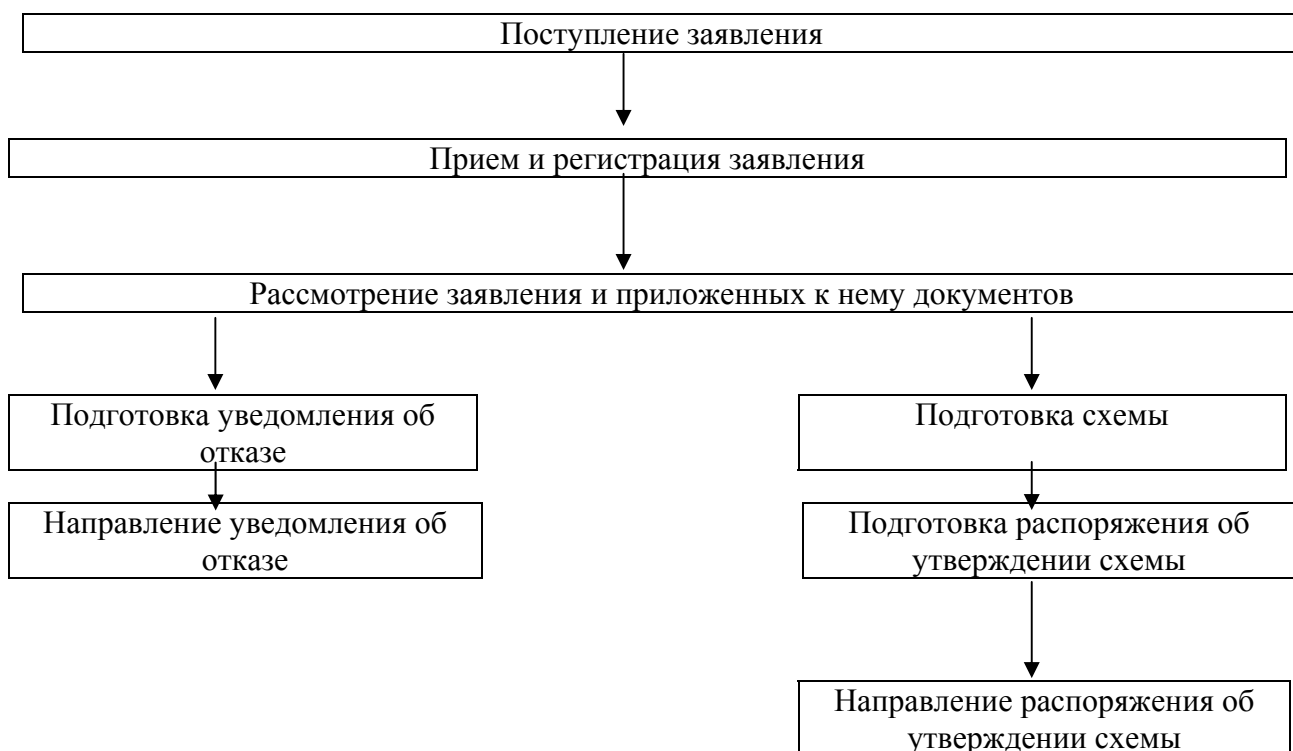 Поступление заявления
Прием и регистрация заявления
Рассмотрение заявления и приложенных к нему документов
Подготовка уведомления об
отказе
Подготовка схемы
Направление уведомления об
отказе
Подготовка распоряжения об
утверждении схемы
Направление распоряжения об
утверждении схемы